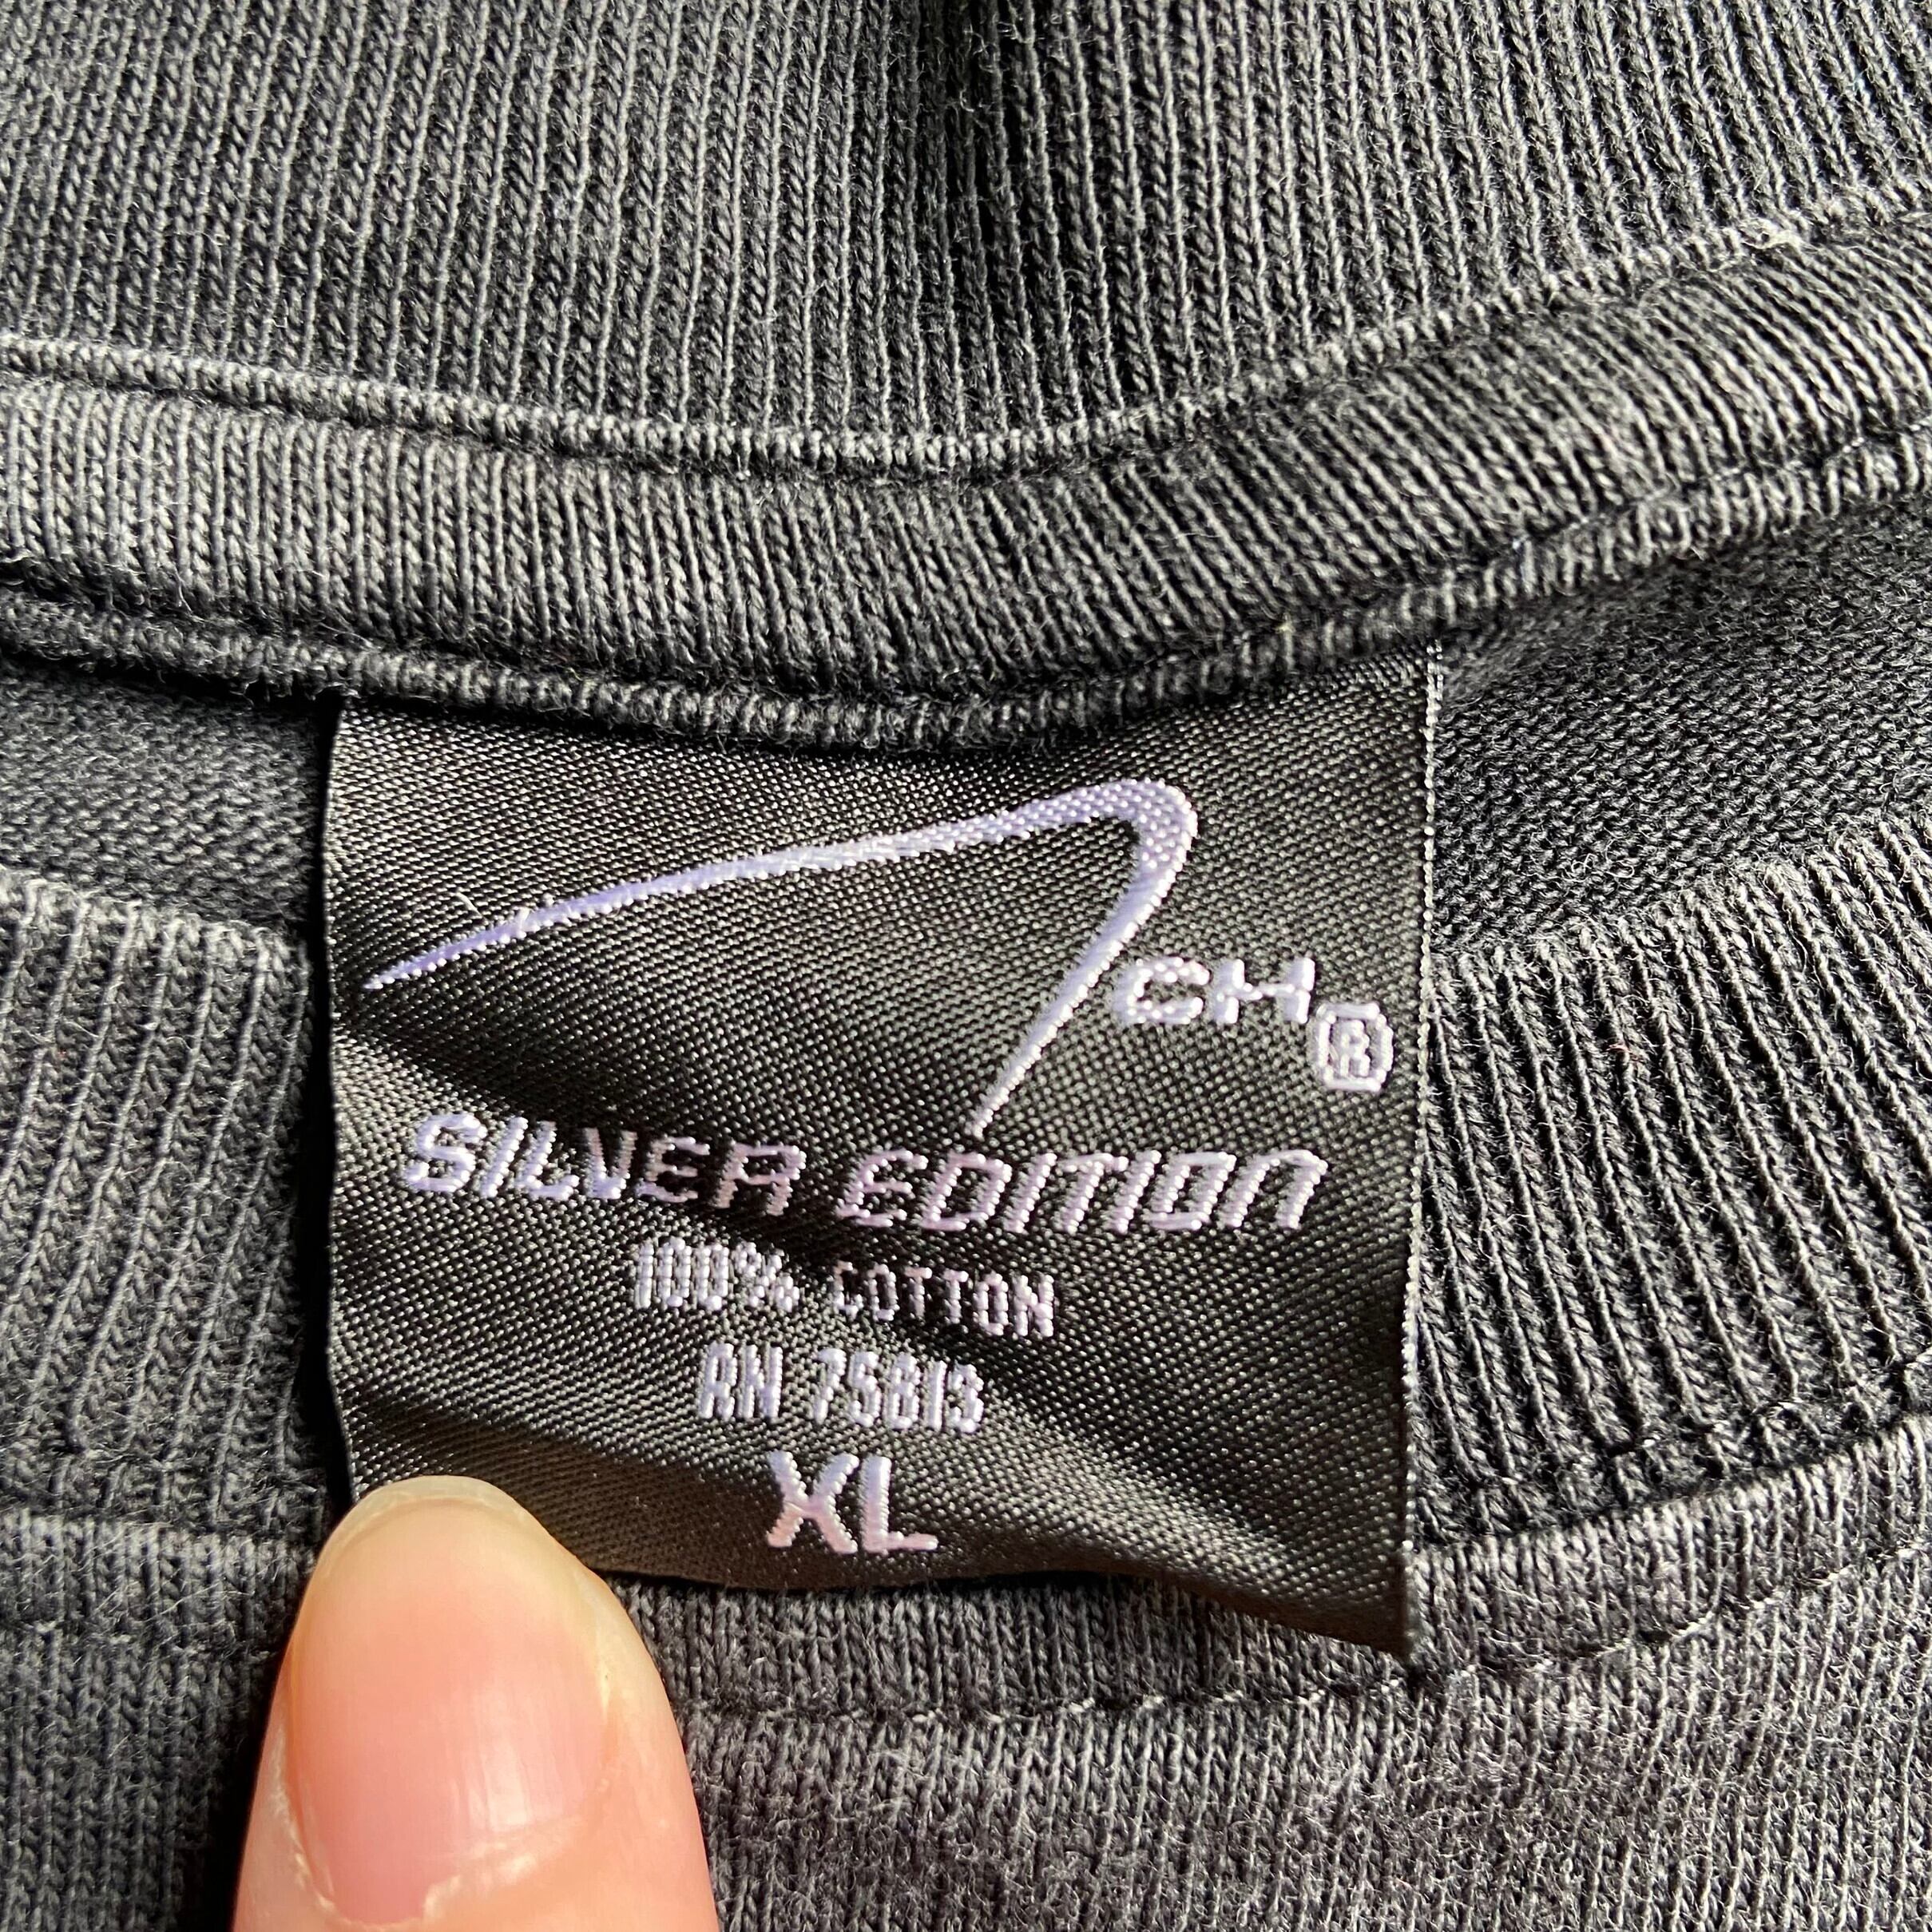 CH®
SILVER EDITION
100% COTTON
RN 75813
XL